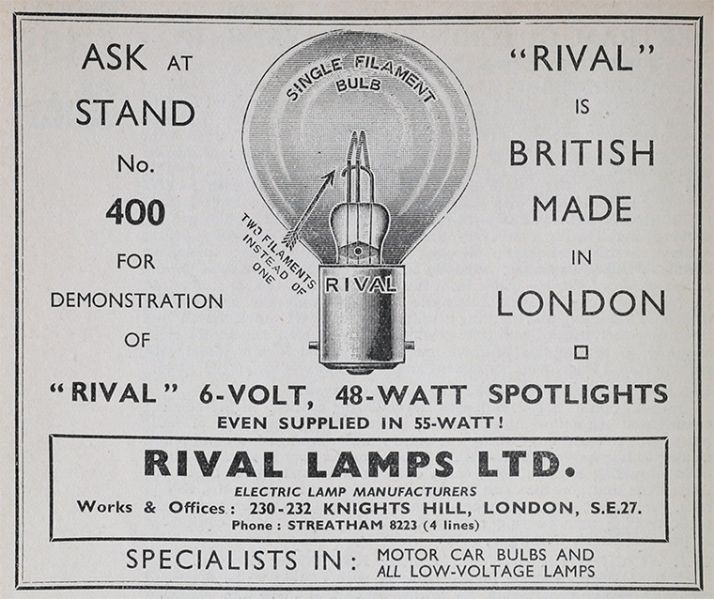 ASK AT
STAND
No.
400
FOR
DEMONSTRATION
OF
SINGLE FILAMENT
BULB
TWO FILAMENTS
INSTEAD OF
ONE
RIVAL
"RIVAL"
IS
BRITISH
MADE
IN
LONDON
"RIVAL" 6-VOLT, 48-WATT SPOTLIGHTS
EVEN SUPPLIED IN 55-WATT!
RIVAL LAMPS LTD.
ELECTRIC LAMP MANUFACTURERS
Works & Offices: 230-232 KNIGHTS HILL, LONDON, S.E.27.
Phone: STREATHAM 8223 (4 lines)
SPECIALISTS IN: MOTOR CAR BULBS AND
ALL LOW-VOLTAGE LAMPS